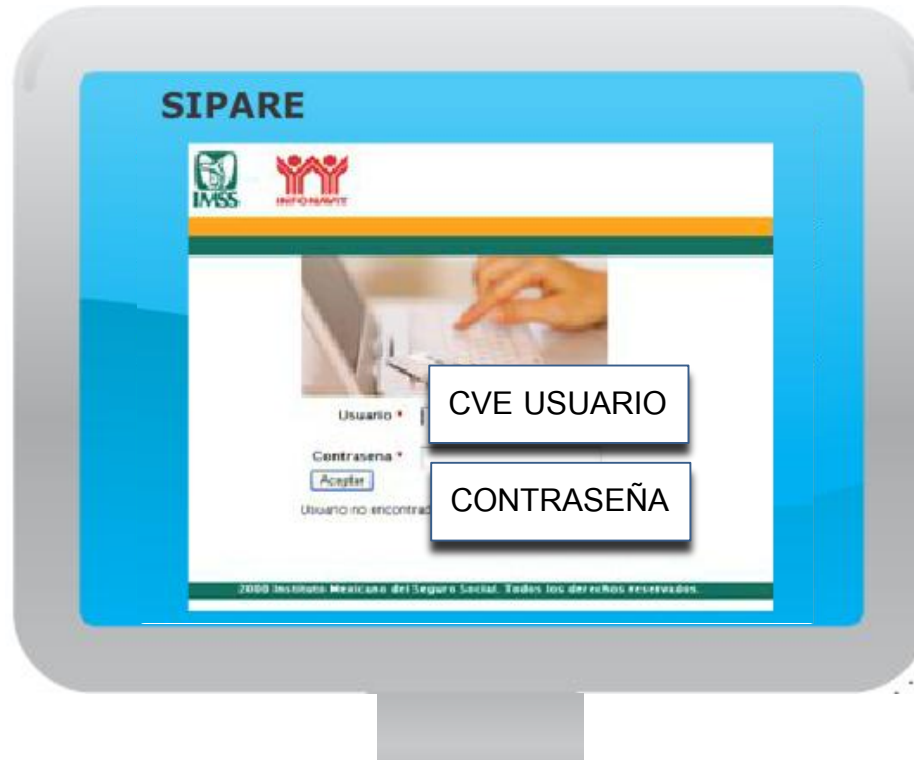 SIPARE
IMSS
INFONAVIT
Usuario *
CVE USUARIO
Contrasena *
Aceptar
CONTRASEÑA
Usuario no encontrad
2008 Instituto Mexicano del Seguro Social. Todos los derechos reservados.